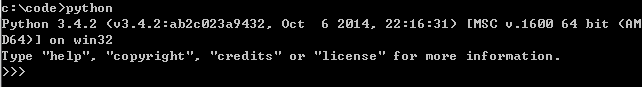 c:\code>python
Python 3.4.2 (v3.4.2:ab2c023a9432, Oct  6 2014, 22:16:31) [MSC v.1600 64 bit (AM
D64)] on win32
Type "help", "copyright", "credits" or "license" for more information.
>>>